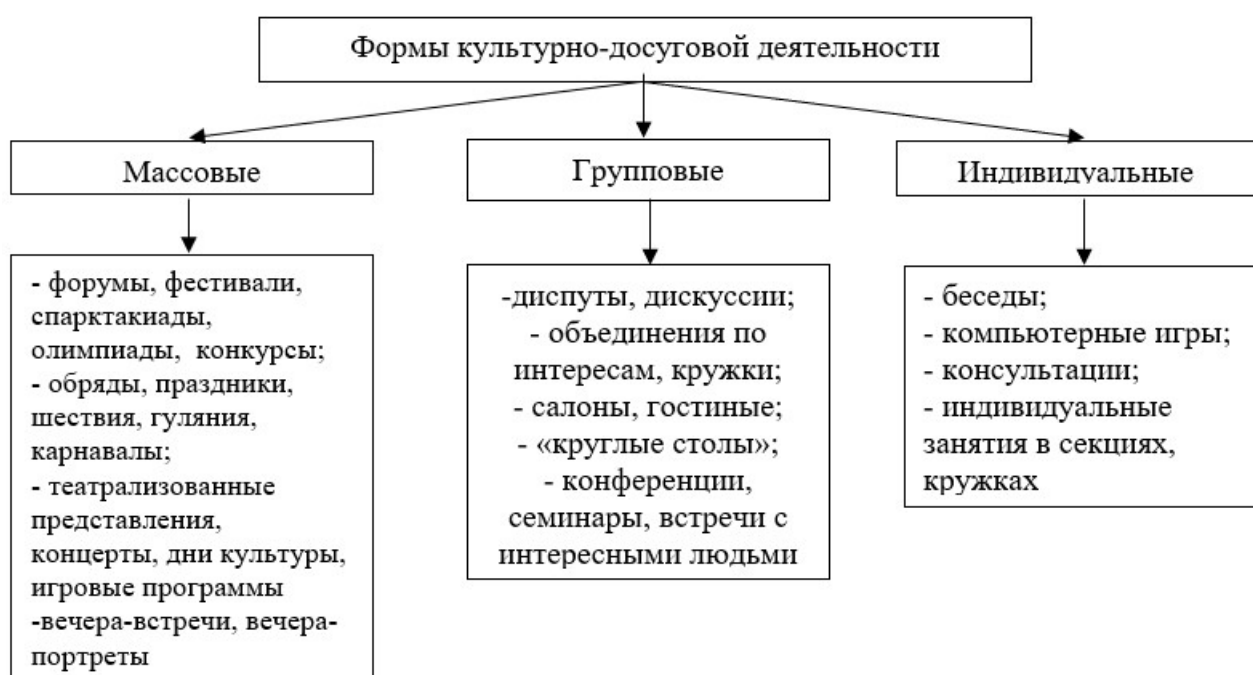 Формы культурно-досуговой деятельности
Массовые
Групповые
Индивидуальные
- форумы, фестивали,
спарктакиады,
олимпиады, конкурсы;
- обряды, праздники,
шествия, гуляния,
карнавалы;
- театрализованные
представления,
концерты, дни культуры,
игровые программы
-вечера-встречи, вечера-
портреты
-диспуты, дискуссии;
- объединения по
интересам, кружки;
- салоны, гостиные;
- «круглые столы»;
- конференции,
семинары, встречи с
интересными людьми
- беседы;
- компьютерные игры;
- консультации;
- индивидуальные
занятия в секциях,
кружках